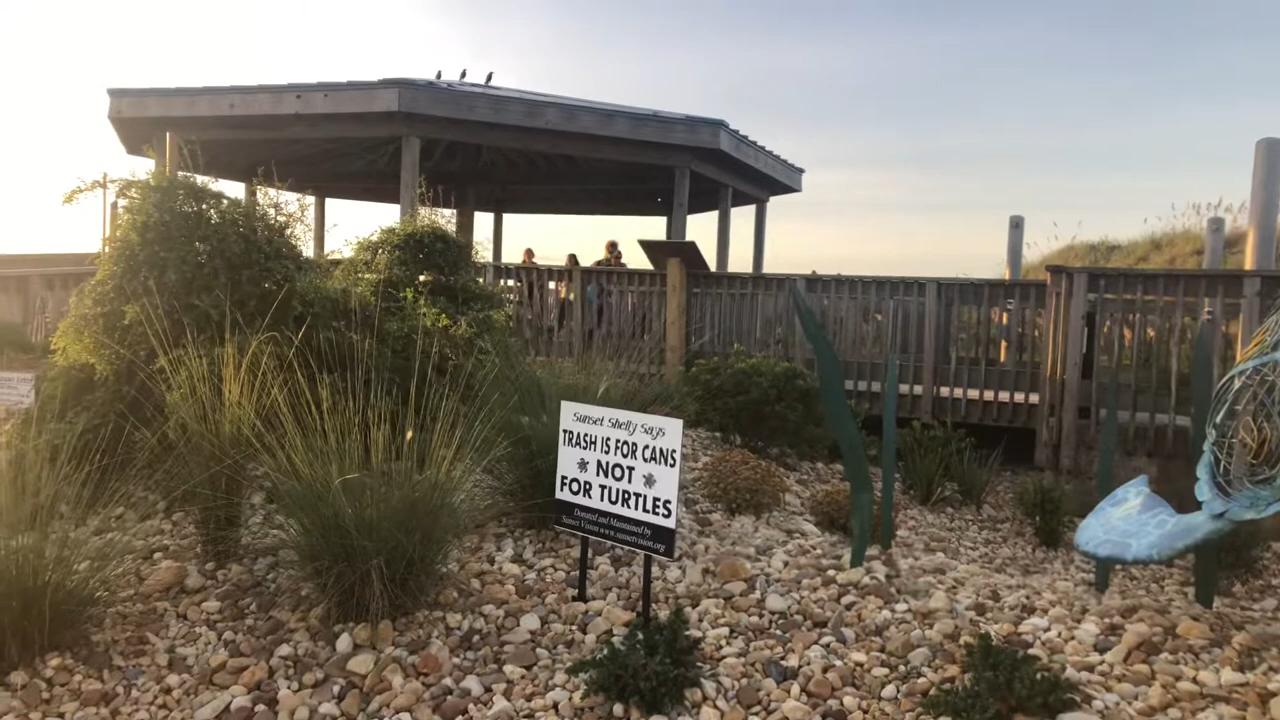 Sunset Shelly Says
TRASH IS FOR CANS
NOT
FOR TURTLES
Donated and Maintained by
Sunset Vision www.sunsetvision.org